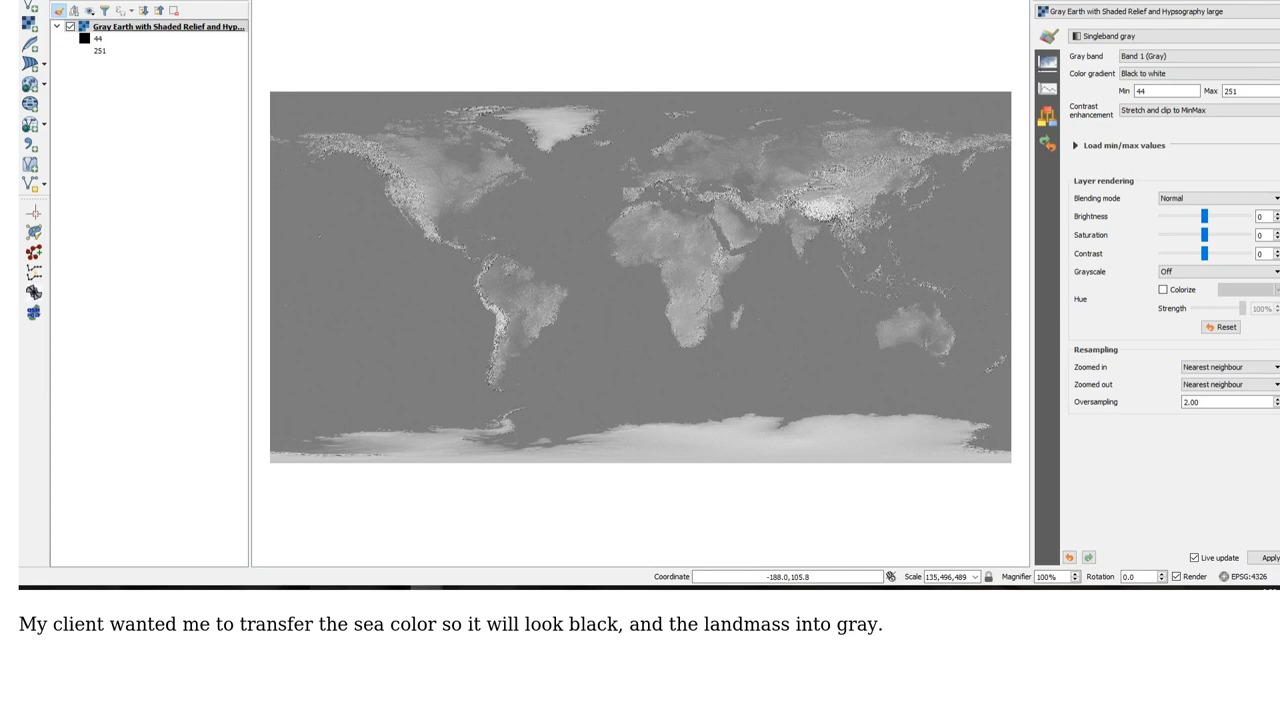 Gray Earth with Shaded Relief and Hyp...
44
251
Gray Earth with Shaded Relief and Hypsography large
Singleband gray
Gray band Band 1 (Gray)
Color gradient Black to white
Min 44 Max 251
Contrast enhancement Stretch and clip to MinMax
Load min/max values
Layer rendering
Blending mode Normal
Brightness 0
Saturation 0
Contrast 0
Grayscale Off
Hue Colorize
Strength 100%
Reset
Resampling
Zoomed in Nearest neighbour
Zoomed out Nearest neighbour
Oversampling 2.00
Live update Apply
Coordinate -188.0,105.8 Scale 135,496,489 Magnifier 100% Rotation 0.0 Render EPSG:4326
My client wanted me to transfer the sea color so it will look black, and the landmass into gray.